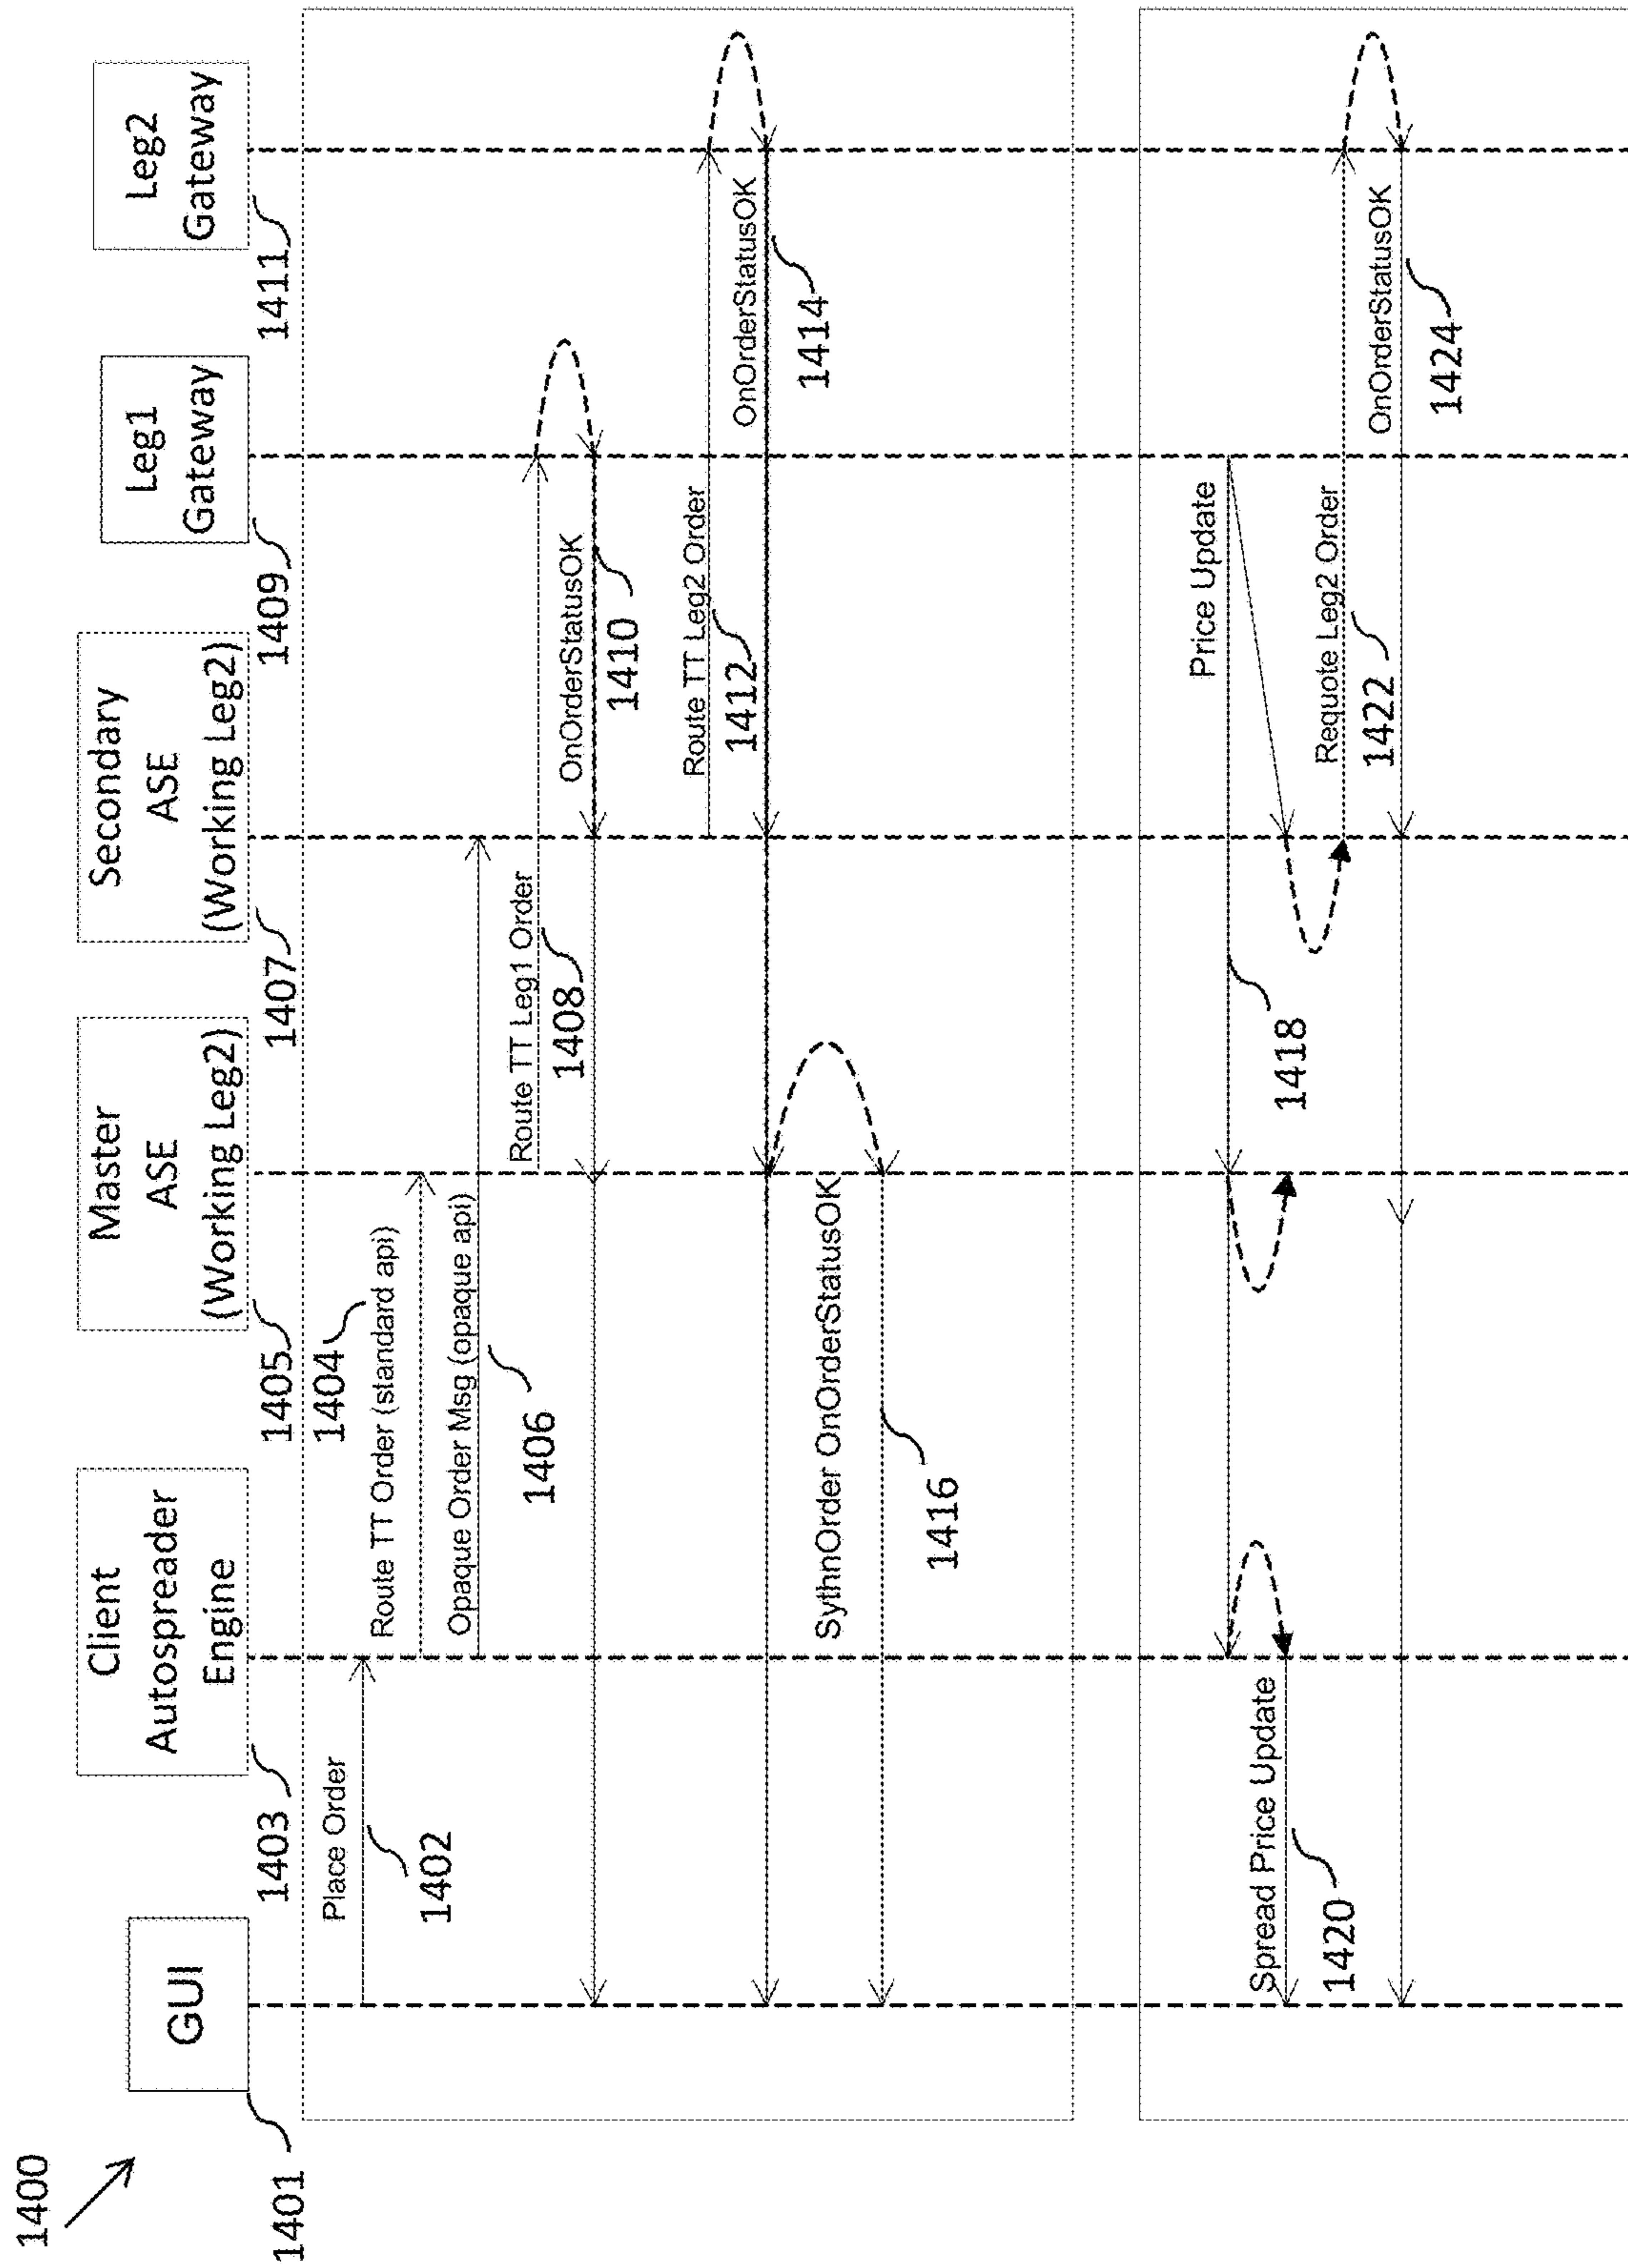 1400
GUI
1401
Client
Autospreader
Engine
1403
Master
ASE
(Working Leg2)
1405
Secondary
ASE
(Working Leg2)
1407
Leg1
Gateway
1409
Leg2
Gateway
1411
Place Order
1402
Route TT Order (standard api)
1404
Opaque Order Msg (opaque api)
1406
Route TT Leg1 Order
1408
OnOrderStatusOK
1410
Route TT Leg2 Order
1412
OnOrderStatusOK
1414
SythnOrder OnOrderStatusOK
1416
Price Update
1418
Spread Price Update
1420
Requote Leg2 Order
1422
OnOrderStatusOK
1424